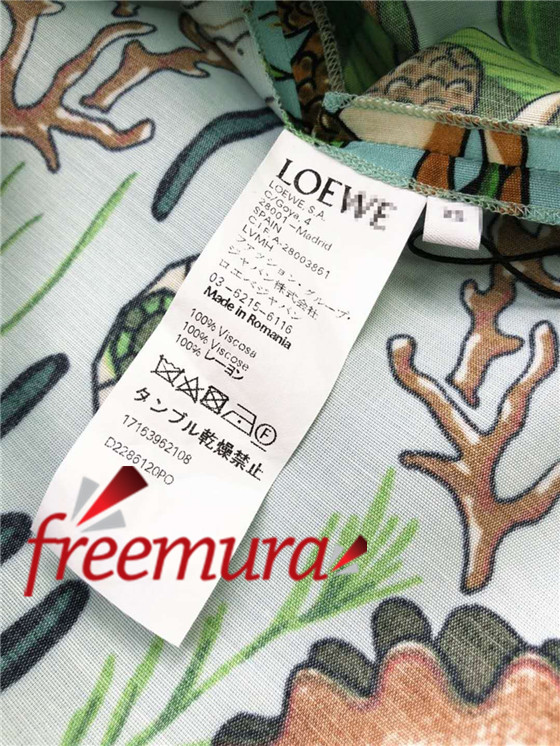 LOEWE
LOEWE, S.A.
C/Goya, 4
28001 - Madrid
SPAIN
C.I.F. A-28003861
LVMH
ファッション・グループ・
ジャパン株式会社
ロエベジャパン
03-6215-6116
Made in Romania
100% Viscosa
100% Viscose
100% レーヨン
F
タンブル乾燥禁止
17163962108
D2286120PO
freemura